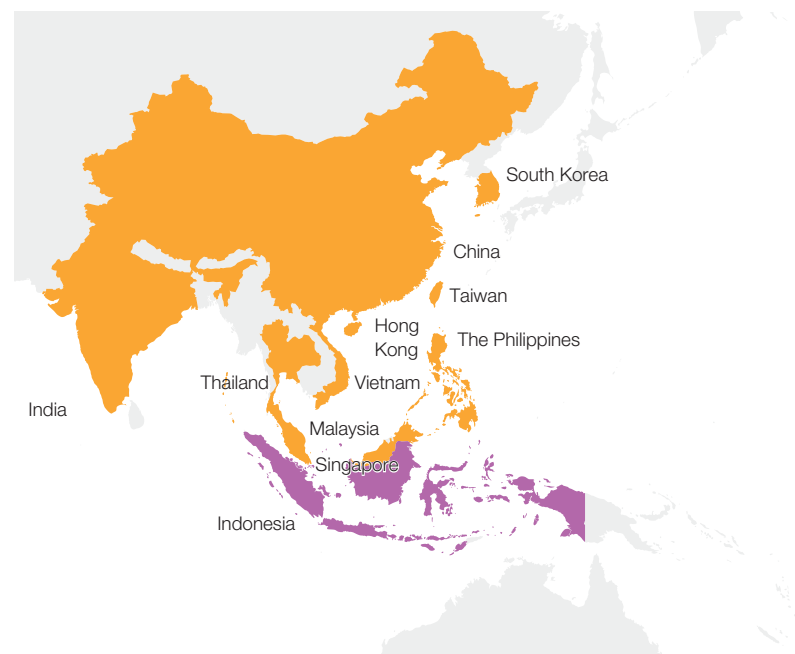 South Korea
China
Taiwan
Hong
Kong
The Philippines
Thailand
Vietnam
India
Malaysia
Singapore
Indonesia